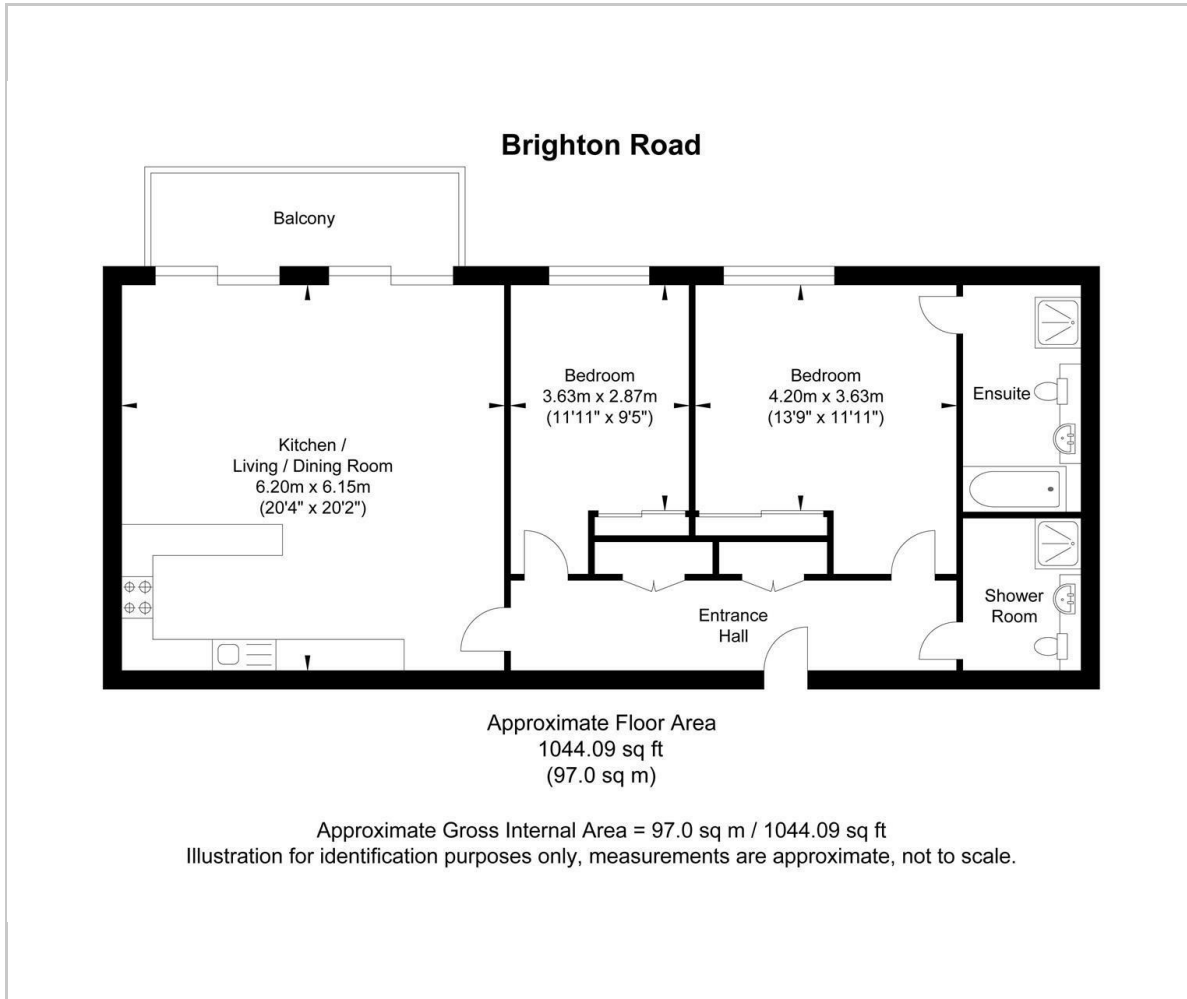 Brighton Road
Balcony
Kitchen /
Living / Dining Room
6.20m x 6.15m
(20'4" x 20'2")
Bedroom
3.63m x 2.87m
(11'11" x 9'5")
Bedroom
4.20m x 3.63m
(13'9" x 11'11")
Ensuite
Entrance
Hall
Shower
Room
Approximate Floor Area
1044.09 sq ft
(97.0 sq m)
Approximate Gross Internal Area = 97.0 sq m / 1044.09 sq ft
Illustration for identification purposes only, measurements are approximate, not to scale.